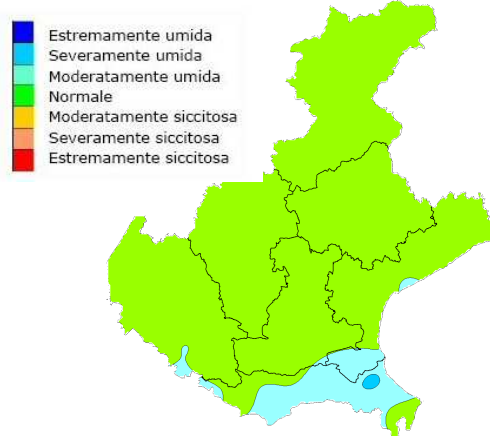 Estremamente umida
Severamente umida
Moderatamente umida
Normale
Moderatamente siccitosa
Severamente siccitosa
Estremamente siccitosa